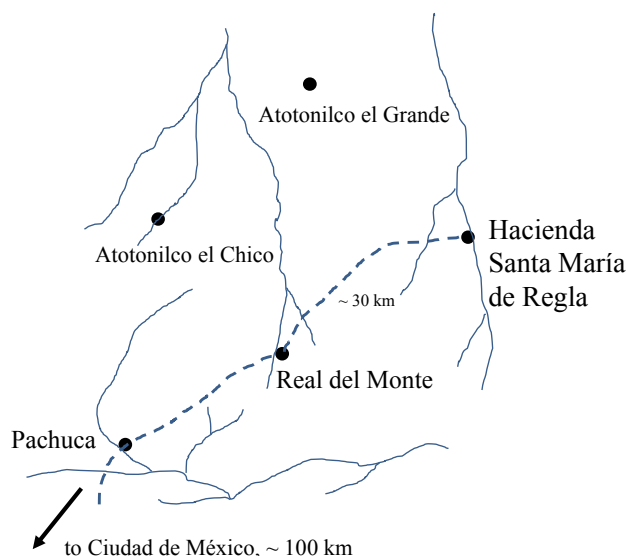 Atotonilco el Grande
Atotonilco el Chico
Hacienda
Santa María
de Regla
~ 30 km
Real del Monte
Pachuca
to Ciudad de México, ~ 100 km